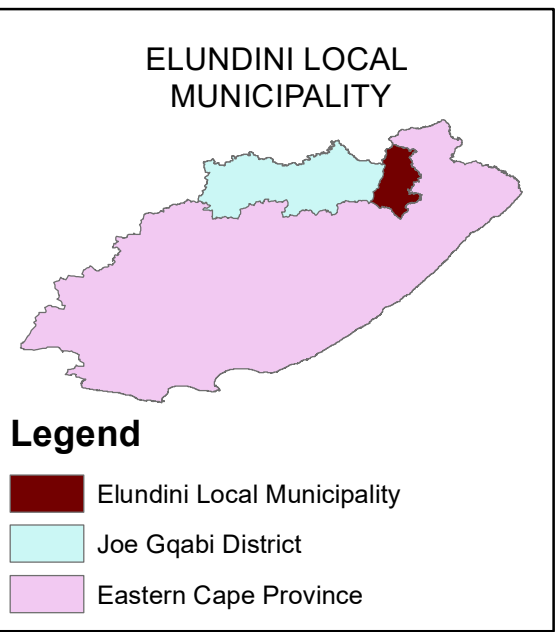 ELUNDINI LOCAL
MUNICIPALITY
Legend
Elundini Local Municipality
Joe Gqabi District
Eastern Cape Province